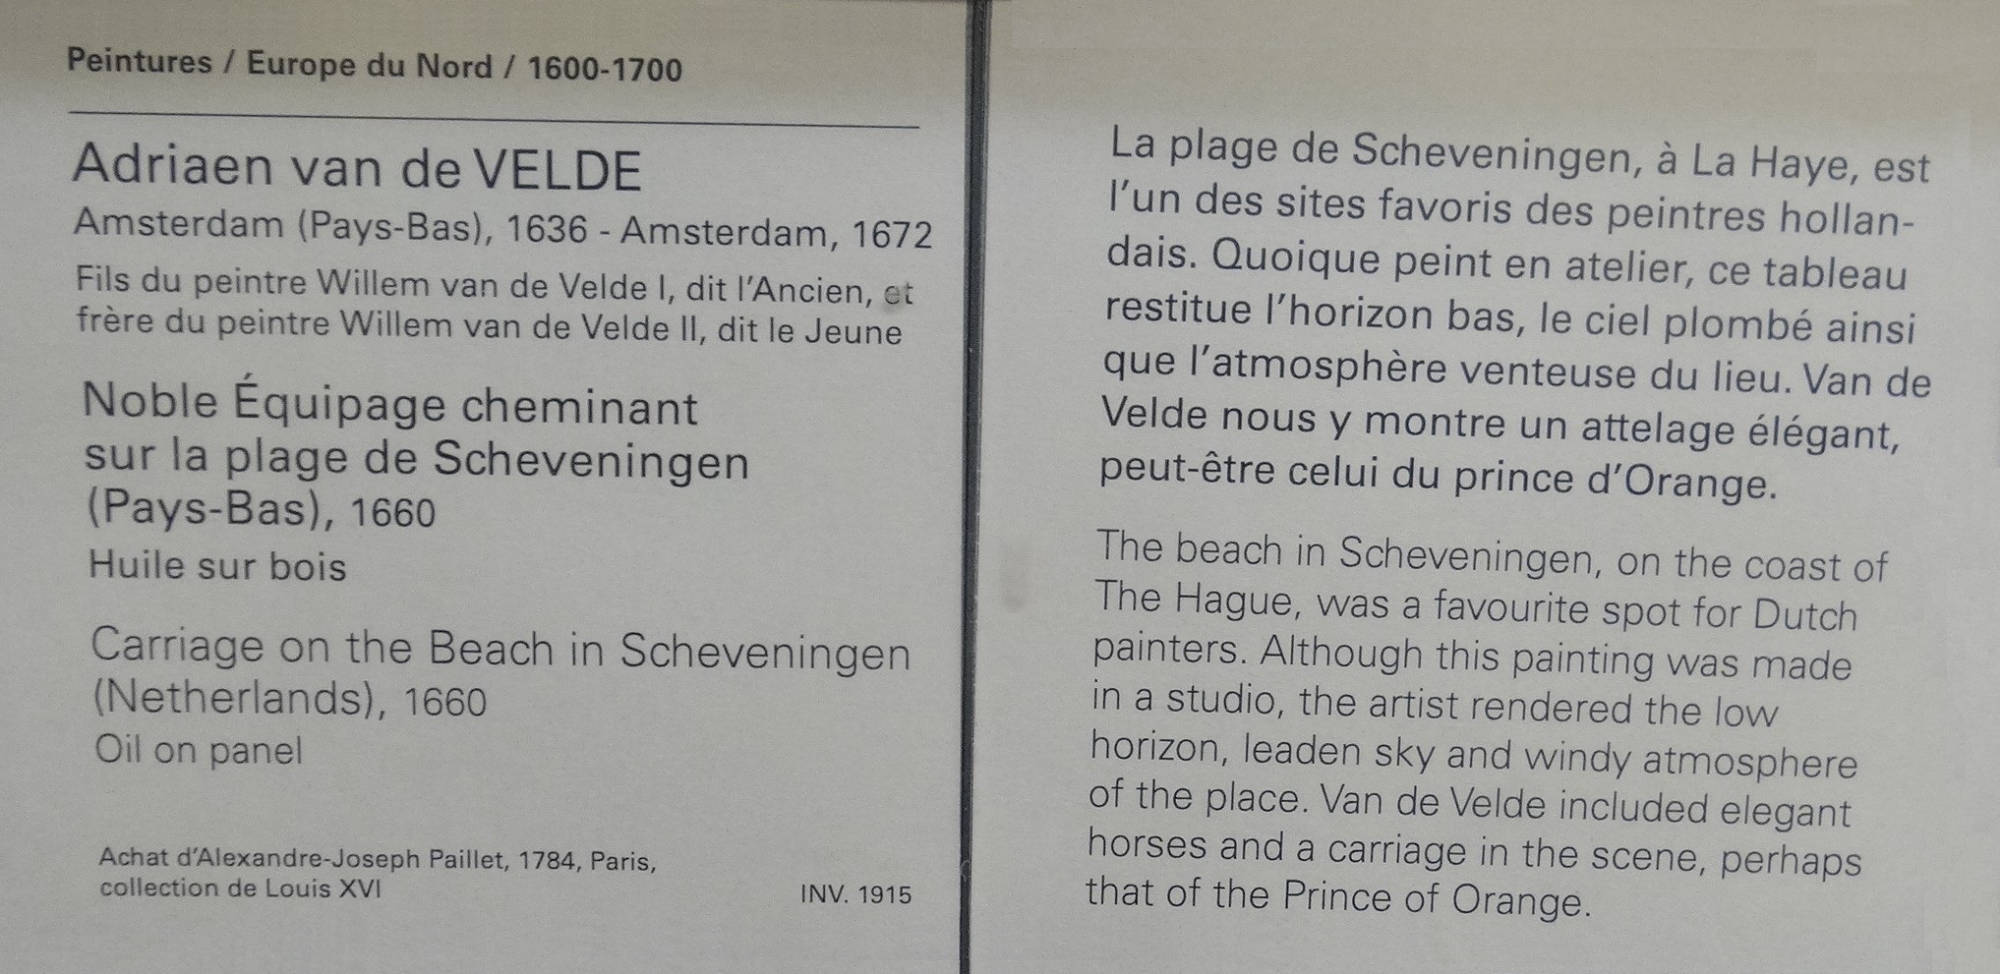 Peintures / Europe du Nord / 1600-1700
Adriaen van de VELDE
Amsterdam (Pays-Bas), 1636 - Amsterdam, 1672
Fils du peintre Willem van de Velde I, dit l'Ancien, et
frère du peintre Willem van de Velde II, dit le Jeune
Noble Équipage cheminant
sur la plage de Scheveningen
(Pays-Bas), 1660
Huile sur bois
Carriage on the Beach in Scheveningen
(Netherlands), 1660
Oil on panel
Achat d'Alexandre-Joseph Paillet, 1784, Paris,
collection de Louis XVI
INV. 1915
La plage de Scheveningen, à La Haye, est
l'un des sites favoris des peintres hollan-
dais. Quoique peint en atelier, ce tableau
restitue l'horizon bas, le ciel plombé ainsi
que l'atmosphère venteuse du lieu. Van de
Velde nous y montre un attelage élégant,
peut-être celui du prince d'Orange.
The beach in Scheveningen, on the coast of
The Hague, was a favourite spot for Dutch
painters. Although this painting was made
in a studio, the artist rendered the low
horizon, leaden sky and windy atmosphere
of the place. Van de Velde included elegant
horses and a carriage in the scene, perhaps
that of the Prince of Orange.